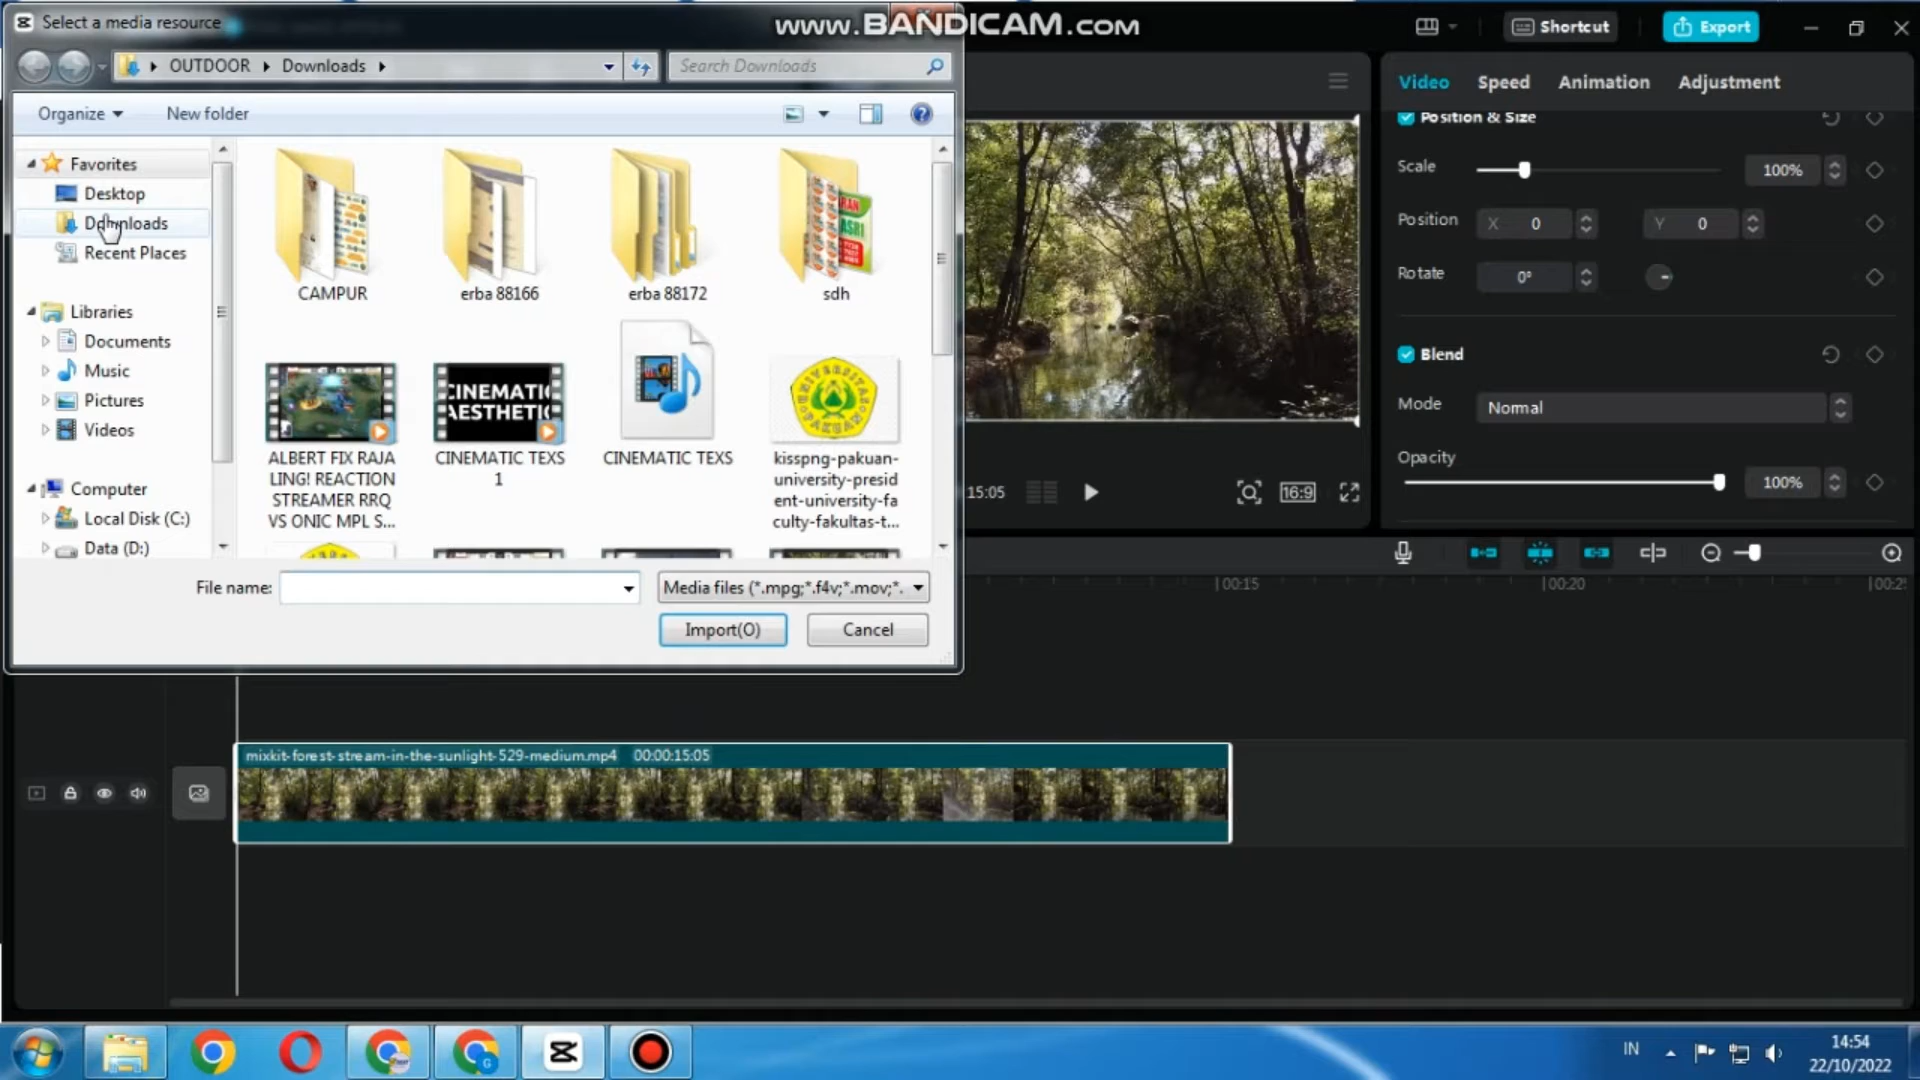 Select a media resource
www.BANDICAM.com
Shortcut
Export
OUTDOOR
Downloads
Search Downloads
Organize
New folder
Video
Speed
Animation
Adjustment
Position & Size
Scale
100%
Position
X
0
Y
0
Rotate
0°
Blend
Mode
Normal
Opacity
100%
Favorites
Desktop
Downloads
Recent Places
Libraries
Documents
Music
Pictures
Videos
Computer
Local Disk (C:)
Data (D:)
CAMPUR
erba 88166
erba 88172
sdh
CINEMATIC
AESTHETIC
ALBERT FIX RAJA
LING! REACTION
STREAMER RRQ
VS ONIC MPL S...
CINEMATIC TEXS
1
CINEMATIC TEXS
kisspng-pakuan-
university-presid
ent-university-fa
culty-fakultas-t...
15:05
16:9
File name:
Media files (*.mpg;*.f4v;*.mov;*.
Import(O)
Cancel
00:15
00:20
mixkit-forest-stream-in-the-sunlight-529-medium.mp4
00:00:15:05
IN
14:54
22/10/2022